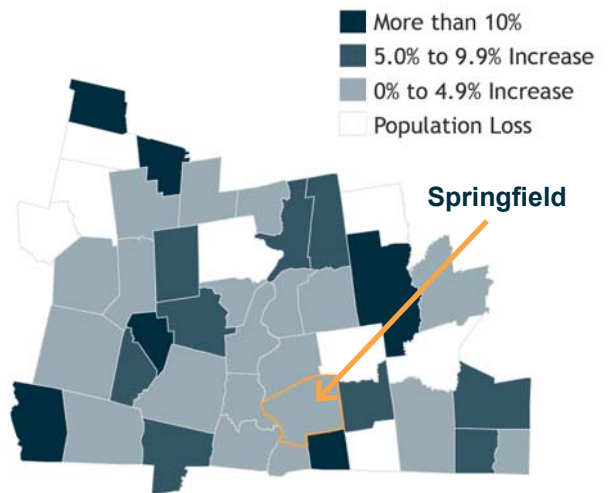 More than 10%
5.0% to 9.9% Increase
0% to 4.9% Increase
Population Loss
Springfield